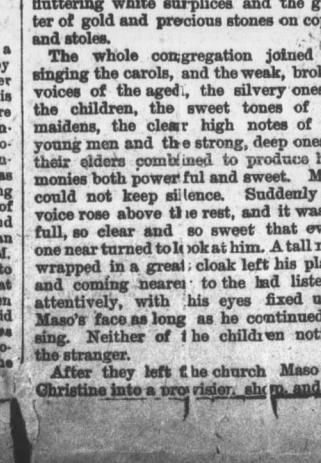 fluttering white surplices and the g
ter of gold and precious stones on co
and stoles.
The whole congregation joined
singing the carols, and the weak, brok
voices of the aged, the silvery ones
the children, the sweet tones of
maidens, the clear high notes of
young men and the strong, deep ones
their elders combined to produce h
monies both powerful and sweet. M
could not keep silence. Suddenly
voice rose above the rest, and it was
full, so clear and so sweet that ev
one near turned to look at him. A tall
wrapped in a great cloak left his pl
and coming nearer to the lad liste
attentively, with his eyes fixed u
Maso's face as long as he continued
sing. Neither of the children not
the stranger.
After they left the church Maso
Christine into a provision shop, and